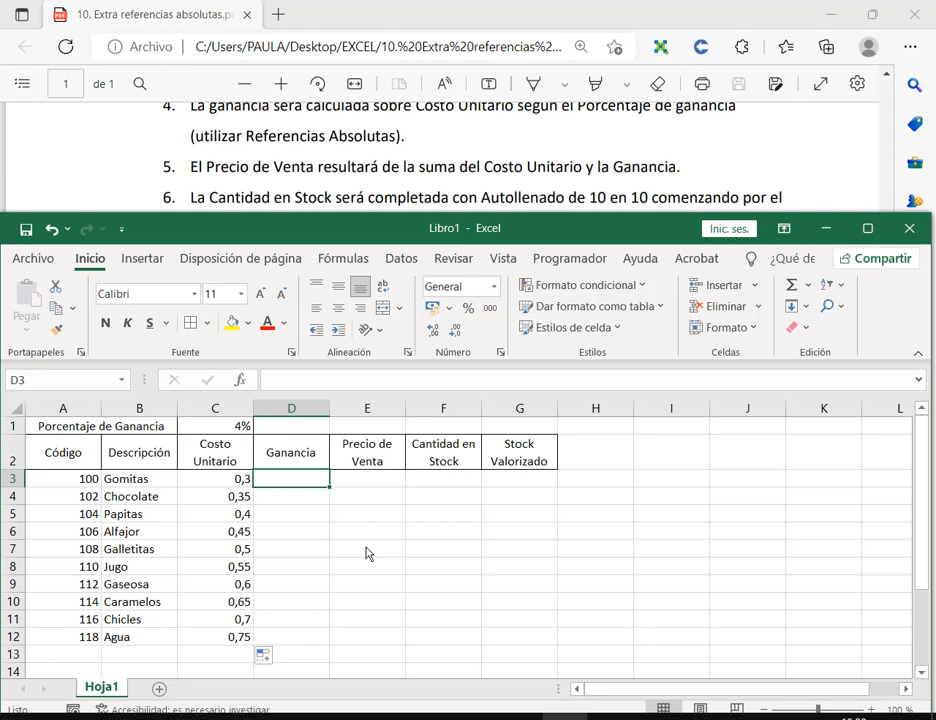 10. Extra referencias absolutas.p
Archivo C:/Users/PAULA/Desktop/EXCEL/10.%20Extra%20referencias%2...
1 de 1
4. La ganancia será calculada sobre Costo Unitario según el Porcentaje de ganancia
(utilizar Referencias Absolutas).
5. El Precio de Venta resultará de la suma del Costo Unitario y la Ganancia.
6. La Cantidad en Stock será completada con Autollenado de 10 en 10 comenzando por el
Libro1 - Excel Inic. ses.
Archivo Inicio Insertar Disposición de página Fórmulas Datos Revisar Vista Programador Ayuda Acrobat ¿Qué de Compartir
Pegar Calibri 11 General Formato condicional Insertar
Dar formato como tabla Eliminar
N K S Estilos de celda Formato
Portapapeles Fuente Alineación Número Estilos Celdas Edición
D3 fx
A B C D E F G H I J K L
1 Porcentaje de Ganancia 4%
2 Código Descripción Costo Unitario Ganancia Precio de Venta Cantidad en Stock Stock Valorizado
3 100 Gomitas 0,3
4 102 Chocolate 0,35
5 104 Papitas 0,4
6 106 Alfajor 0,45
7 108 Galletitas 0,5
8 110 Jugo 0,55
9 112 Gaseosa 0,6
10 114 Caramelos 0,65
11 116 Chicles 0,7
12 118 Agua 0,75
13
14
Hoja1
Listo Accesibilidad: es necesario investigar 100 %